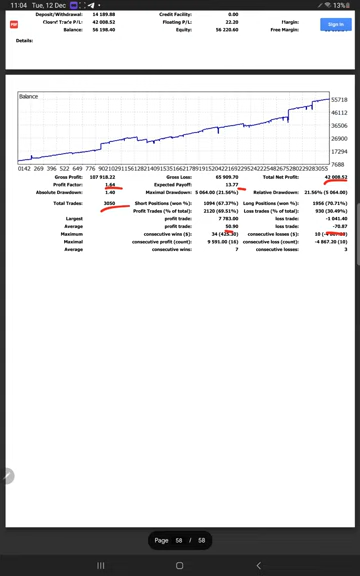 11:04 Tue, 12 Dec 13%
Deposit/Withdrawal: 14 189.88 Credit Facility: 0.00
Closed Trade P/L: 42 008.52 Floating P/L: 22.20 Margin:
Balance: 56 198.40 Equity: 56 220.60 Free Margin:
Sign In
Details:
Balance
55718
46112
36506
26900
17294
7688
Gross Profit: 107 918.22 Gross Loss: 65 909.70 Total Net Profit: 42 008.52
Profit Factor: 1.64 Expected Payoff: 13.77
Absolute Drawdown: 1.40 Maximal Drawdown: 5 064.00 (21.56%) Relative Drawdown: 21.56% (5 064.00)
Total Trades: 3050 Short Positions (won %): 1094 (67.37%) Long Positions (won %): 1956 (70.71%)
Profit Trades (% of total): 2120 (69.51%) Loss trades (% of total): 930 (30.49%)
Largest profit trade: 7 783.00 loss trade: -1 041.40
Average profit trade: 50.90 loss trade: -70.87
Maximum consecutive wins ($): 34 (425.30) consecutive losses ($):
Maximal consecutive profit (count): 9 591.00 (16) consecutive loss (count): -4 867.20 (10)
Average consecutive wins: 7 consecutive losses: 3
Page 58 / 58